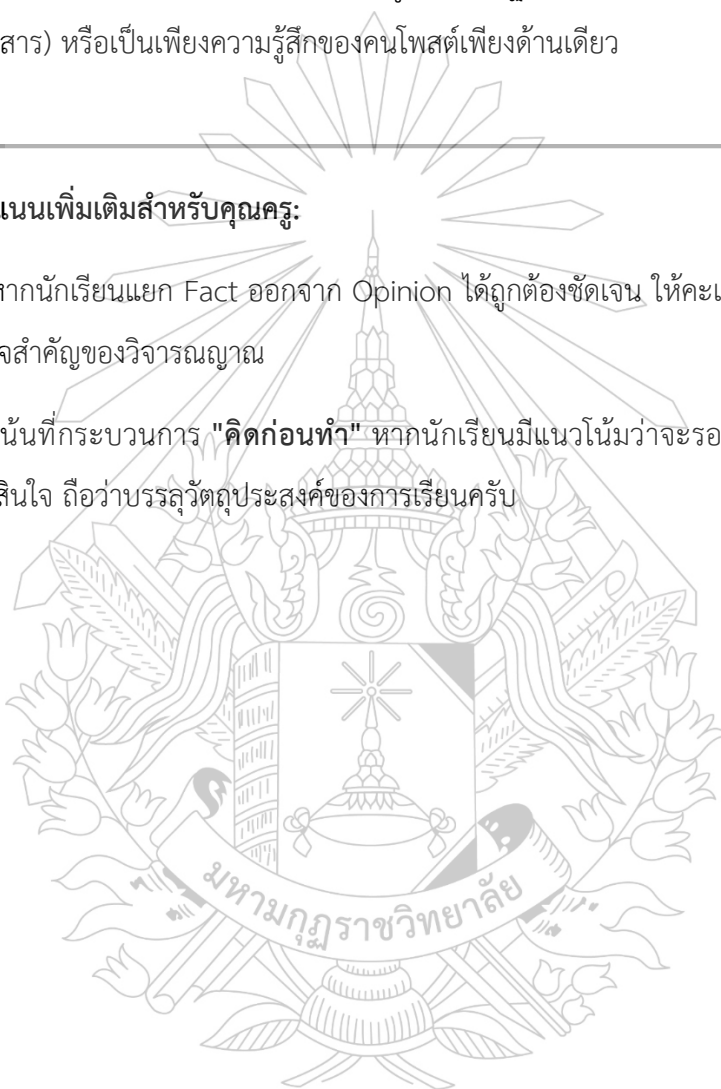 สาร) หรือเป็นเพียงความรู้สึกของคนโพสต์เพียงด้านเดียว
แนนเพิ่มเติมสำหรับคุณครู:
หากนักเรียนแยก Fact ออกจาก Opinion ได้ถูกต้องชัดเจน ให้คะแ
จสำคัญของวิจารณญาณ
น้นที่กระบวนการ "คิดก่อนทำ" หากนักเรียนมีแนวโน้มว่าจะรอ
สินใจ ถือว่าบรรลุวัตถุประสงค์ของการเรียนครับ
มหามกุฏราชวิทยาลัย